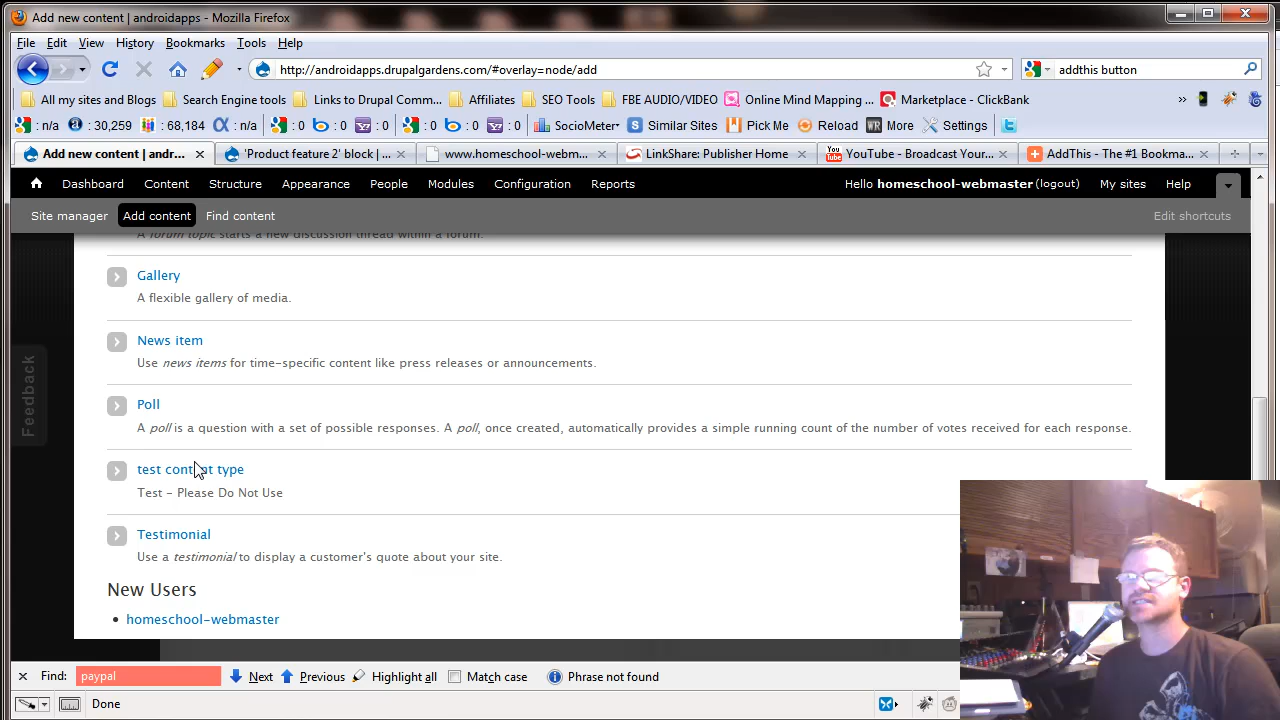 Add new content | androidapps - Mozilla Firefox
File Edit View History Bookmarks Tools Help
http://androidapps.drupalgardens.com/#overlay=node/add
addthis button
All my sites and Blogs Search Engine tools Links to Drupal Comm... Affiliates SEO Tools FBE AUDIO/VIDEO Online Mind Mapping ... Marketplace - ClickBank »
: n/a : 30,259 : 68,184 : n/a : 0 : 0 : 0 : 0 : 0 : 0 SocioMeter Similar Sites Pick Me Reload More Settings
Add new content | andr... 'Product feature 2' block | ... www.homeschool-webm... LinkShare: Publisher Home YouTube - Broadcast Your... AddThis - The #1 Bookma...
Dashboard Content Structure Appearance People Modules Configuration Reports Hello homeschool-webmaster (logout) My sites Help
Site manager Add content Find content Edit shortcuts
A forum topic starts a new discussion thread within a forum.
Gallery
A flexible gallery of media.
News item
Use news items for time-specific content like press releases or announcements.
Poll
A poll is a question with a set of possible responses. A poll, once created, automatically provides a simple running count of the number of votes received for each response.
test content type
Test - Please Do Not Use
Testimonial
Use a testimonial to display a customer's quote about your site.
New Users
homeschool-webmaster
Feedback
Find: paypal Next Previous Highlight all Match case Phrase not found
Done